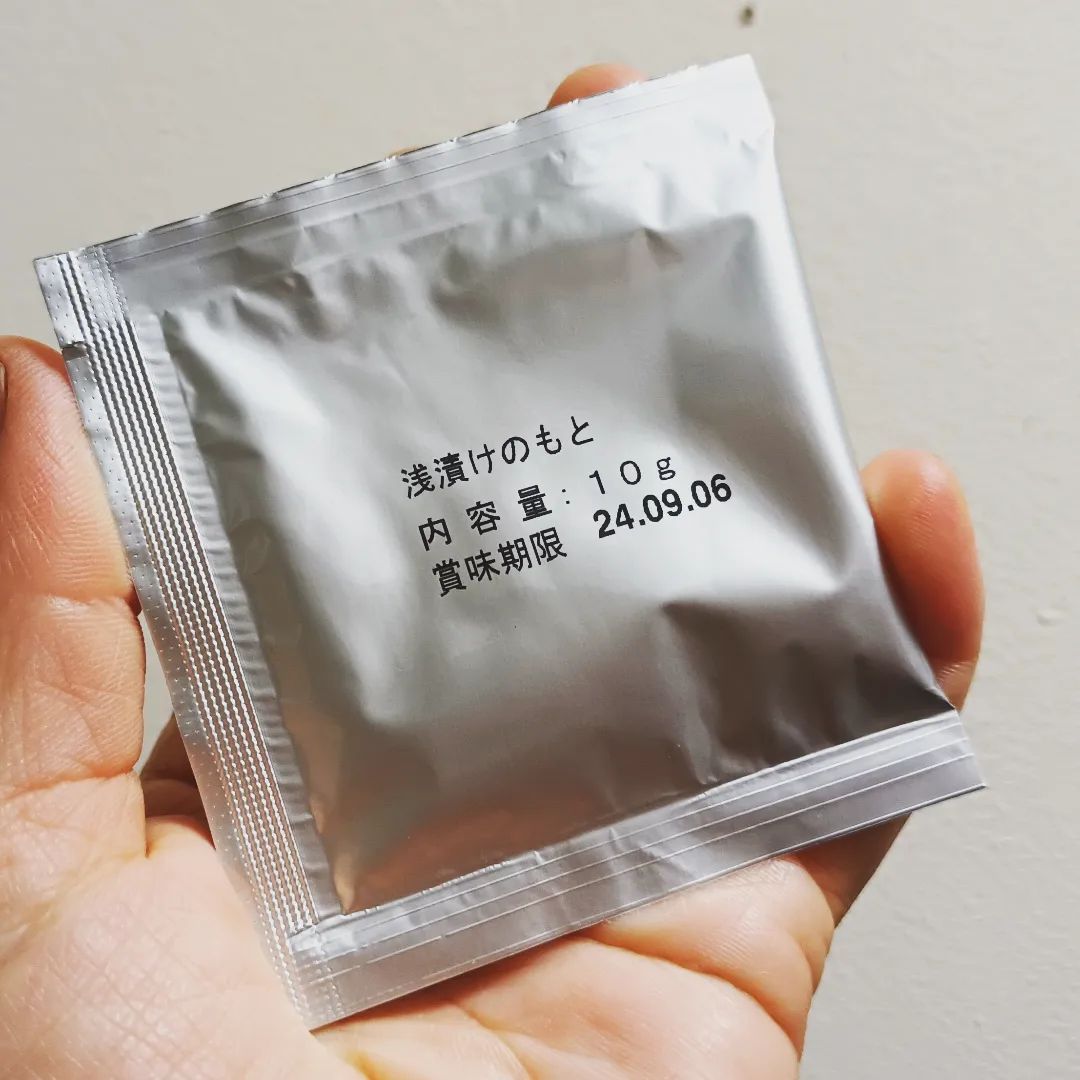 浅漬けのもと
内 容 量 : １０ｇ
賞味期限 24.09.06